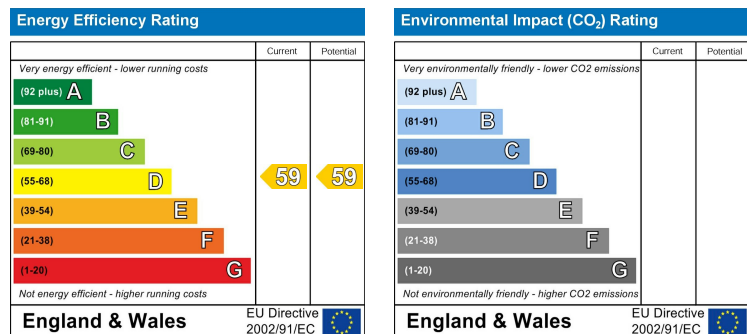 Energy Efficiency Rating
Current Potential
Very energy efficient - lower running costs
(92 plus) A
(81-91) B
(69-80) C
(55-68) D 59 59
(39-54) E
(21-38) F
(1-20) G
Not energy efficient - higher running costs
England & Wales
EU Directive
2002/91/EC
Environmental Impact (CO2) Rating
Current Potential
Very environmentally friendly - lower CO2 emissions
(92 plus) A
(81-91) B
(69-80) C
(55-68) D
(39-54) E
(21-38) F
(1-20) G
Not environmentally friendly - higher CO2 emissions
England & Wales
EU Directive
2002/91/EC